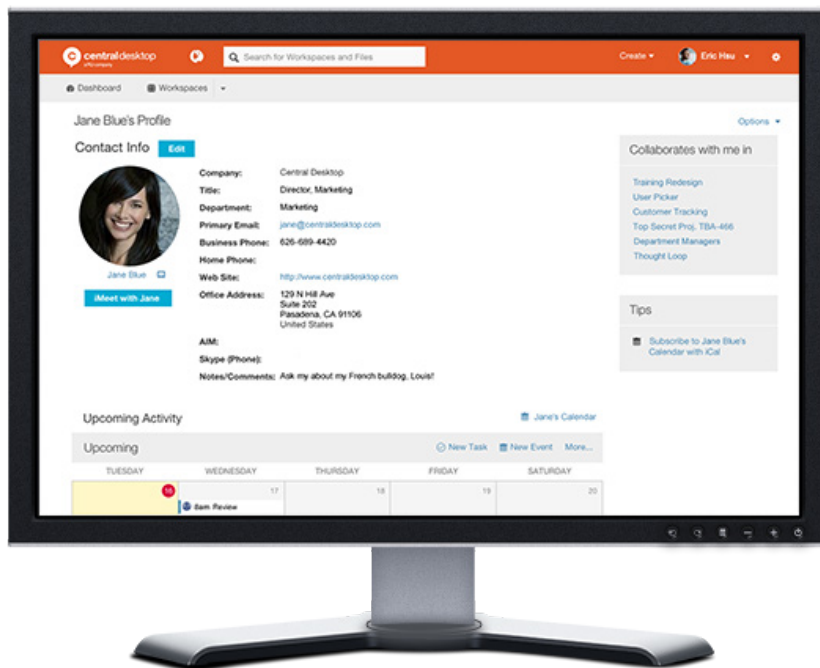 centraldesktop
Search for Workspaces and Files
Create
Eric Hsu
Dashboard
Workspaces
Jane Blue's Profile
Options
Contact Info
Edit
Company: Central Desktop
Title: Director, Marketing
Department: Marketing
Primary Email: jane@centraldesktop.com
Business Phone: 626-689-4420
Home Phone:
Web Site: http://www.centraldesktop.com
Office Address: 129 N Hill Ave
Suite 202
Pasadena, CA 91106
United States
AIM:
Skype (Phone):
Notes/Comments: Ask my about my French bulldog, Louis!
Jane Blue
iMeet with Jane
Collaborates with me in
Training Redesign
User Picker
Customer Tracking
Top Secret Proj. TBA-466
Department Managers
Thought Loop
Tips
Subscribe to Jane Blue's
Calendar with iCal
Upcoming Activity
Jane's Calendar
Upcoming
New Task
New Event
More...
TUESDAY WEDNESDAY THURSDAY FRIDAY SATURDAY
16 17 18 19 20
8am Review